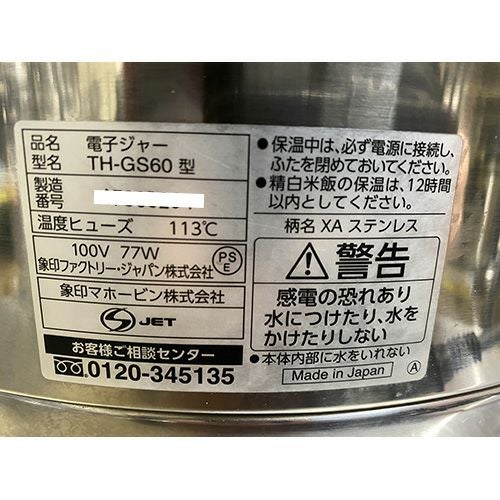 品名 電子ジャー
型名 TH-GS60 型
製造
番号
温度ヒューズ 113℃
100V 77W
象印ファクトリー・ジャパン株式会社
PS
E
象印マホービン株式会社
JET
お客様ご相談センター
0120-345135
●保温中は、必ず電源に接続し、
ふたを閉めておいてください。
●精白米飯の保温は、12時間
以内としてください。
柄名 XA ステンレス
警告
感電の恐れあり
水につけたり、水を
かけたりしない
●本体内部に水をいれない
Made in Japan
A